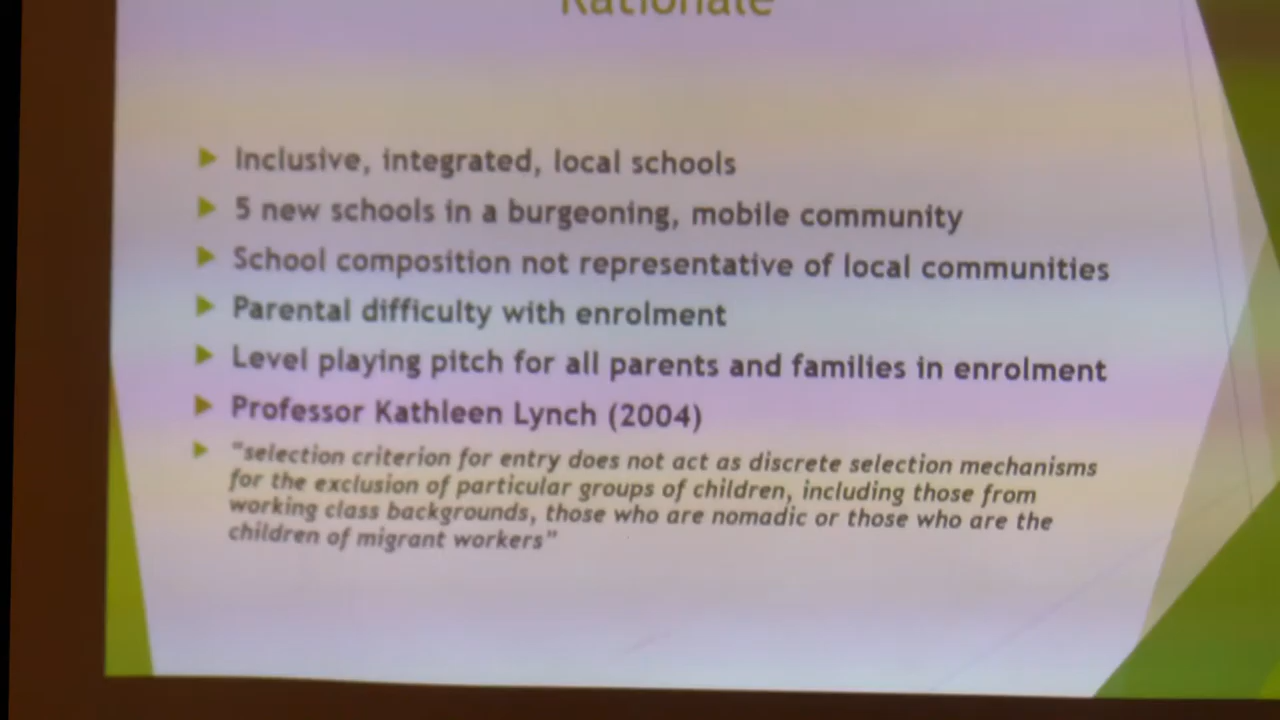 Rationale
Inclusive, integrated, local schools
5 new schools in a burgeoning, mobile community
School composition not representative of local communities
Parental difficulty with enrolment
Level playing pitch for all parents and families in enrolment
Professor Kathleen Lynch (2004)
"selection criterion for entry does not act as discrete selection mechanisms
for the exclusion of particular groups of children, including those from
working class backgrounds, those who are nomadic or those who are the
children of migrant workers"